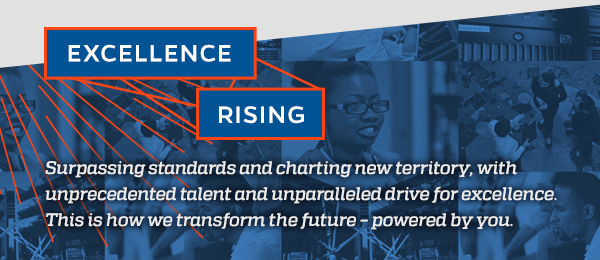 EXCELLENCE
RISING
Surpassing standards and charting new territory, with
unprecedented talent and unparalleled drive for excellence.
This is how we transform the future – powered by you.